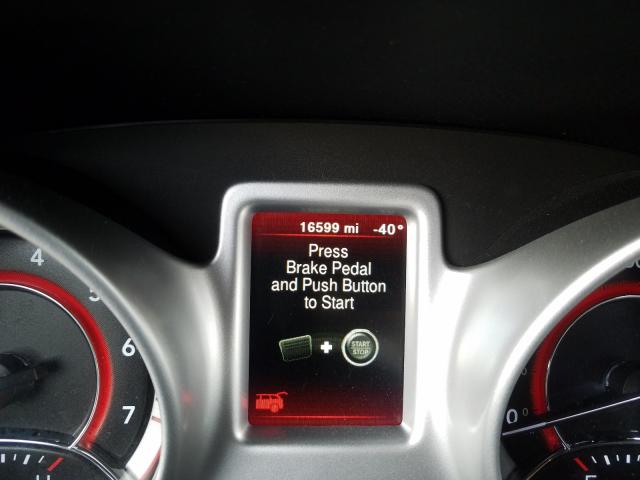 16599 mi -40°
Press
Brake Pedal
and Push Button
to Start
START
STOP
4
5
6
7
0
H
F